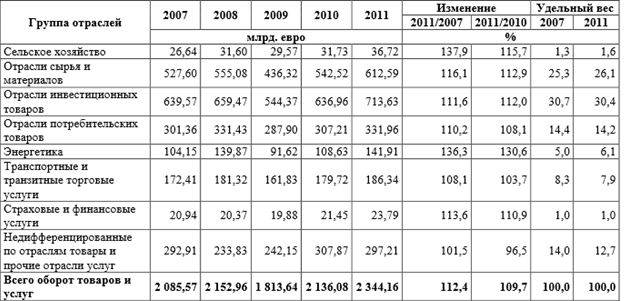 Группа отраслей 2007 2008 2009 2010 2011 Изменение Удельный вес
2011/2007 2011/2010 2007 2011
млрд. евро %
Сельское хозяйство 26,64 31,60 29,57 31,73 36,72 137,9 115,7 1,3 1,6
Отрасли сырья и
материалов 527,60 555,08 436,32 542,52 612,59 116,1 112,9 25,3 26,1
Отрасли инвестиционных
товаров 639,57 659,47 544,37 636,96 713,63 111,6 112,0 30,7 30,4
Отрасли потребительских
товаров 301,36 331,43 287,90 307,21 331,96 110,2 108,1 14,4 14,2
Энергетика 104,15 139,87 91,62 108,63 141,91 136,3 130,6 5,0 6,1
Транспортные и
транзитные торговые
услуги 172,41 181,32 161,83 179,72 186,34 108,1 103,7 8,3 7,9
Страховые и финансовые
услуги 20,94 20,37 19,88 21,45 23,79 113,6 110,9 1,0 1,0
Недифференцированные
по отраслям товары и
прочие отрасли услуг 292,91 233,83 242,15 307,87 297,21 101,5 96,5 14,0 12,7
Всего оборот товаров и
услуг 2 085,57 2 152,96 1 813,64 2 136,08 2 344,16 112,4 109,7 100,0 100,0